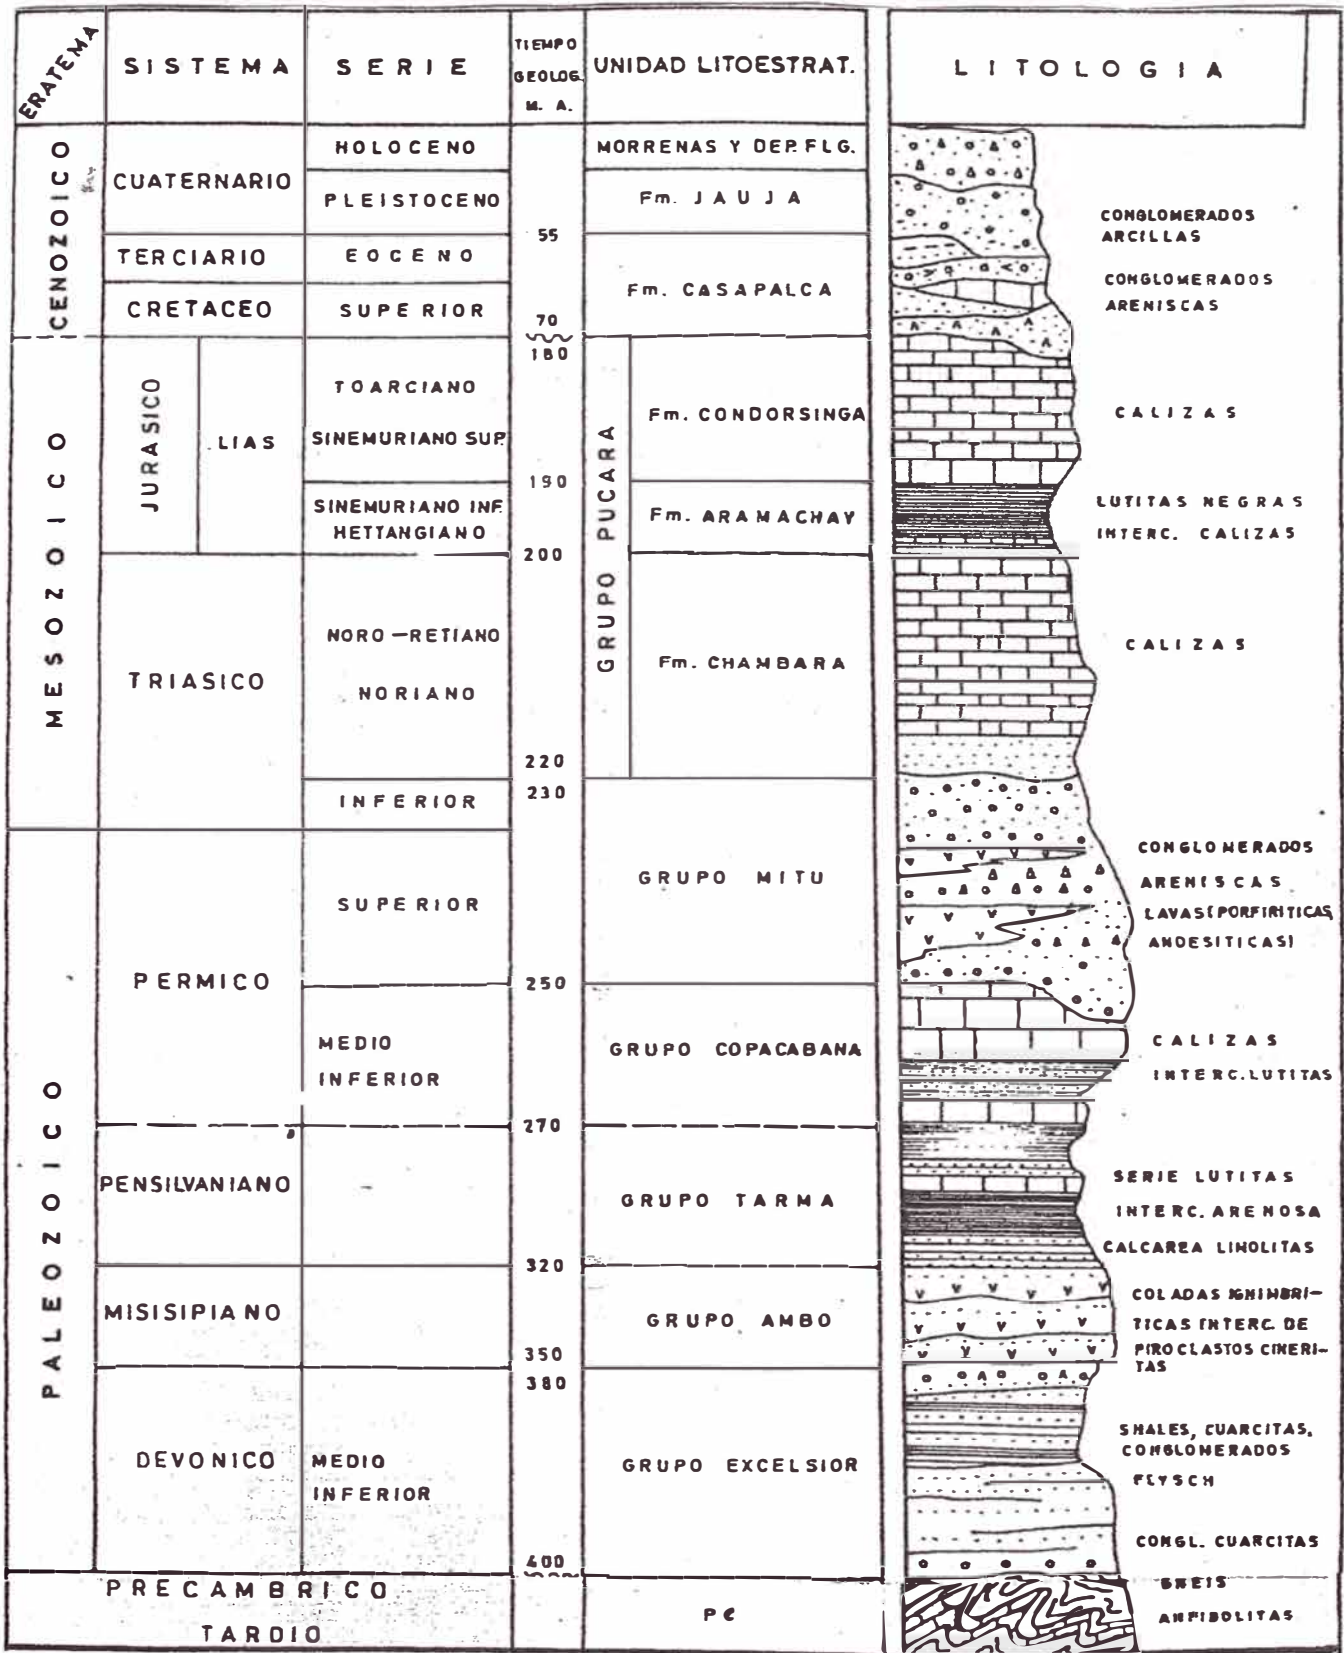 ERATEMA
SISTEMA
SERIE
TIEMPO
GEOLOG.
M. A.
UNIDAD LITOESTRAT.
LITOLOGIA
CENOZOICO
CUATERNARIO
HOLOCENO
MORRENAS Y DEP. FLG.
PLEISTOCENO
Fm. JAUJA
CONGLOMERADOS
ARCILLAS
55
TERCIARIO
EOCENO
Fm. CASAPALCA
CONGLOMERADOS
ARENISCAS
CRETACEO
SUPERIOR
70
MESOZOICO
JURASICO
LIAS
180
TOARCIANO
SINEMURIANO SUP.
GRUPO PUCARA
Fm. CONDORSINGA
CALIZAS
190
SINEMURIANO INF.
HETTANGIANO
Fm. ARAMACHAY
LUTITAS NEGRAS
INTERC. CALIZAS
200
TRIASICO
NORO-RETIANO
NORIANO
Fm. CHAMBARA
CALIZAS
220
230
INFERIOR
PALEOZOICO
PERMICO
SUPERIOR
GRUPO MITU
CONGLOMERADOS
ARENISCAS
LAVAS (PORFIRITICAS,
ANDESITICAS)
250
MEDIO
INFERIOR
GRUPO COPACABANA
CALIZAS
INTERC. LUTITAS
270
PENSILVANIANO
GRUPO TARMA
SERIE LUTITAS
INTERC. ARENOSA
CALCAREA LIMOLITAS
320
MISISIPIANO
GRUPO AMBO
COLADAS IGNIMBRI-
TICAS INTERC. DE
PIROCLASTOS CINERI-
TAS
350
380
DEVONICO
MEDIO
INFERIOR
GRUPO EXCELSIOR
SHALES, CUARCITAS,
CONGLOMERADOS
FLYSCH
CONGL. CUARCITAS
400
PRECAMBRICO
TARDIO
Pe
GNEIS
ANFIBOLITAS